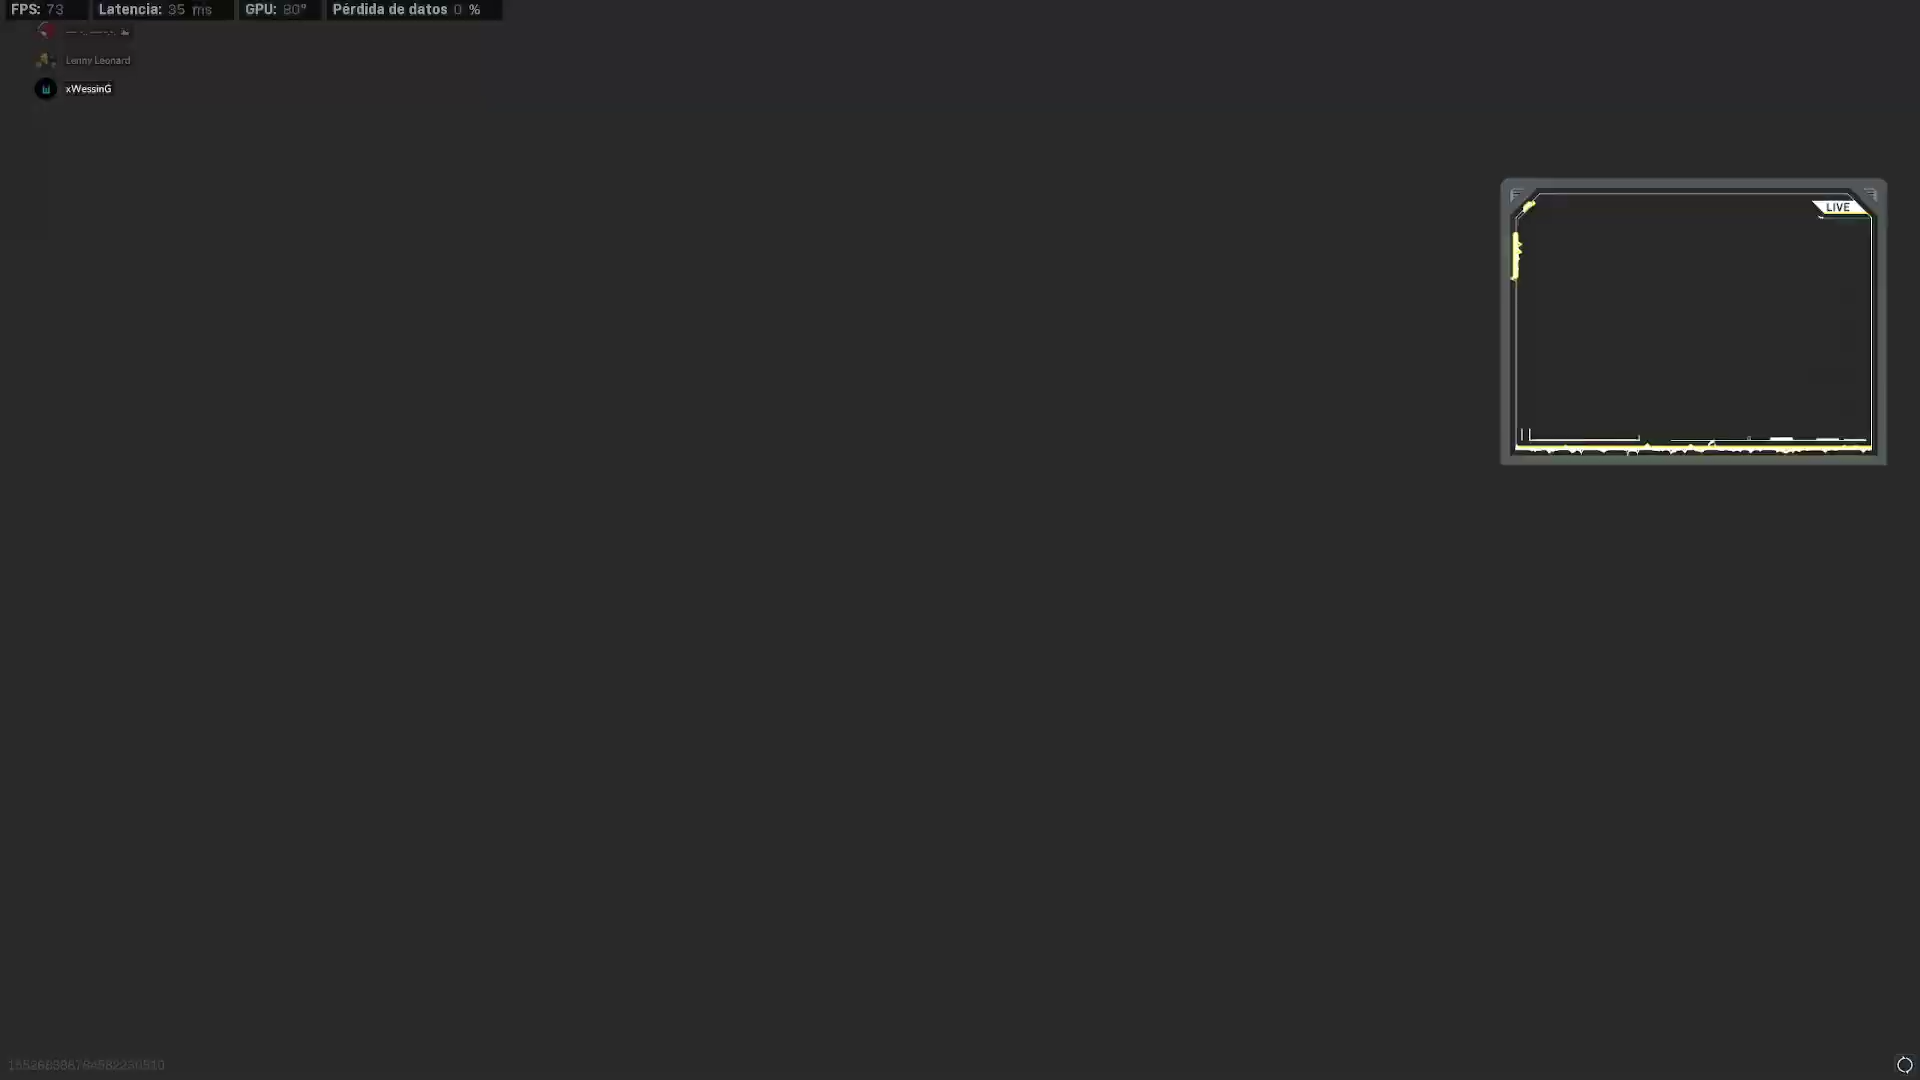 FPS: 73 Latencia: 35 ms GPU: 80° Pérdida de datos 0 %
Lenny Leonard
xWessinG
LIVE